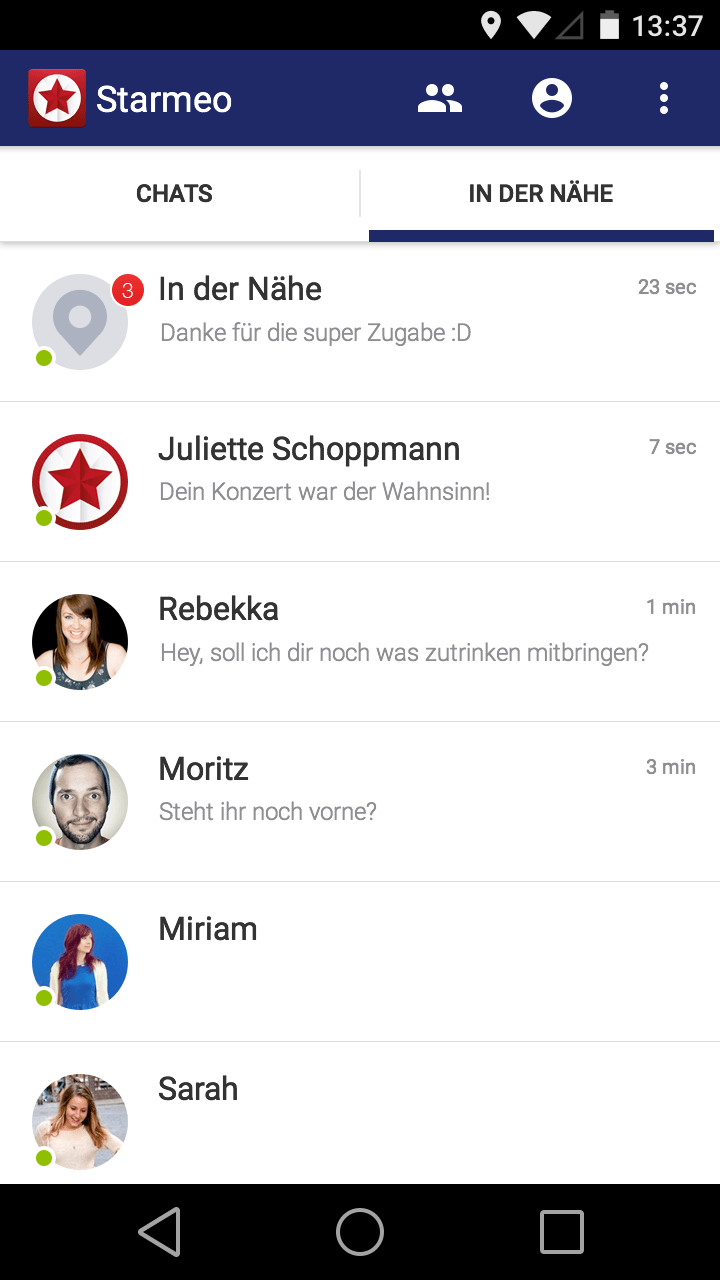 13:37
Starmeo
CHATS
IN DER NÄHE
3
In der Nähe
23 sec
Danke für die super Zugabe :D
Juliette Schoppmann
7 sec
Dein Konzert war der Wahnsinn!
Rebekka
1 min
Hey, soll ich dir noch was zutrinken mitbringen?
Moritz
3 min
Steht ihr noch vorne?
Miriam
Sarah